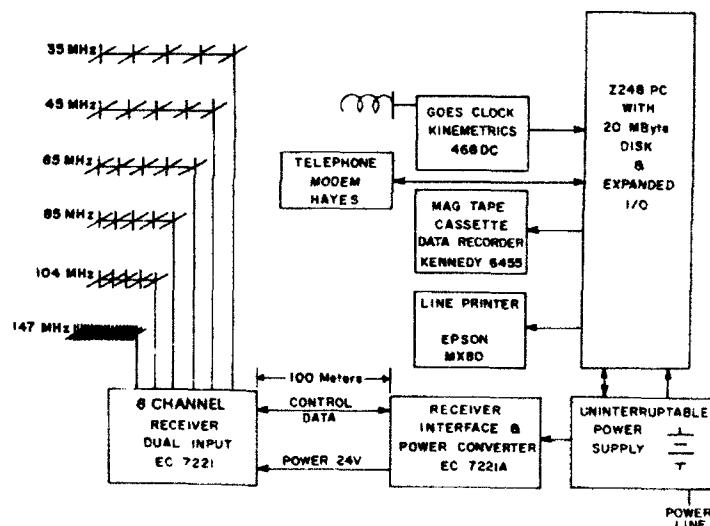 35 MHz
45 MHz
65 MHz
85 MHz
104 MHz
147 MHz
GOES CLOCK
KINEMETRICS
468 DC
TELEPHONE
MODEM
HAYES
MAG TAPE
CASSETTE
DATA RECORDER
KENNEDY 6455
LINE PRINTER
EPSON
MX80
Z248 PC
WITH
20 MByte
DISK
&
EXPANDED
I/O
8 CHANNEL
RECEIVER
DUAL INPUT
EC 7221
100 Meters
CONTROL
DATA
POWER 24V
RECEIVER
INTERFACE &
POWER CONVERTER
EC 7221A
UNINTERRUPTABLE
POWER
SUPPLY
POWER
LINE